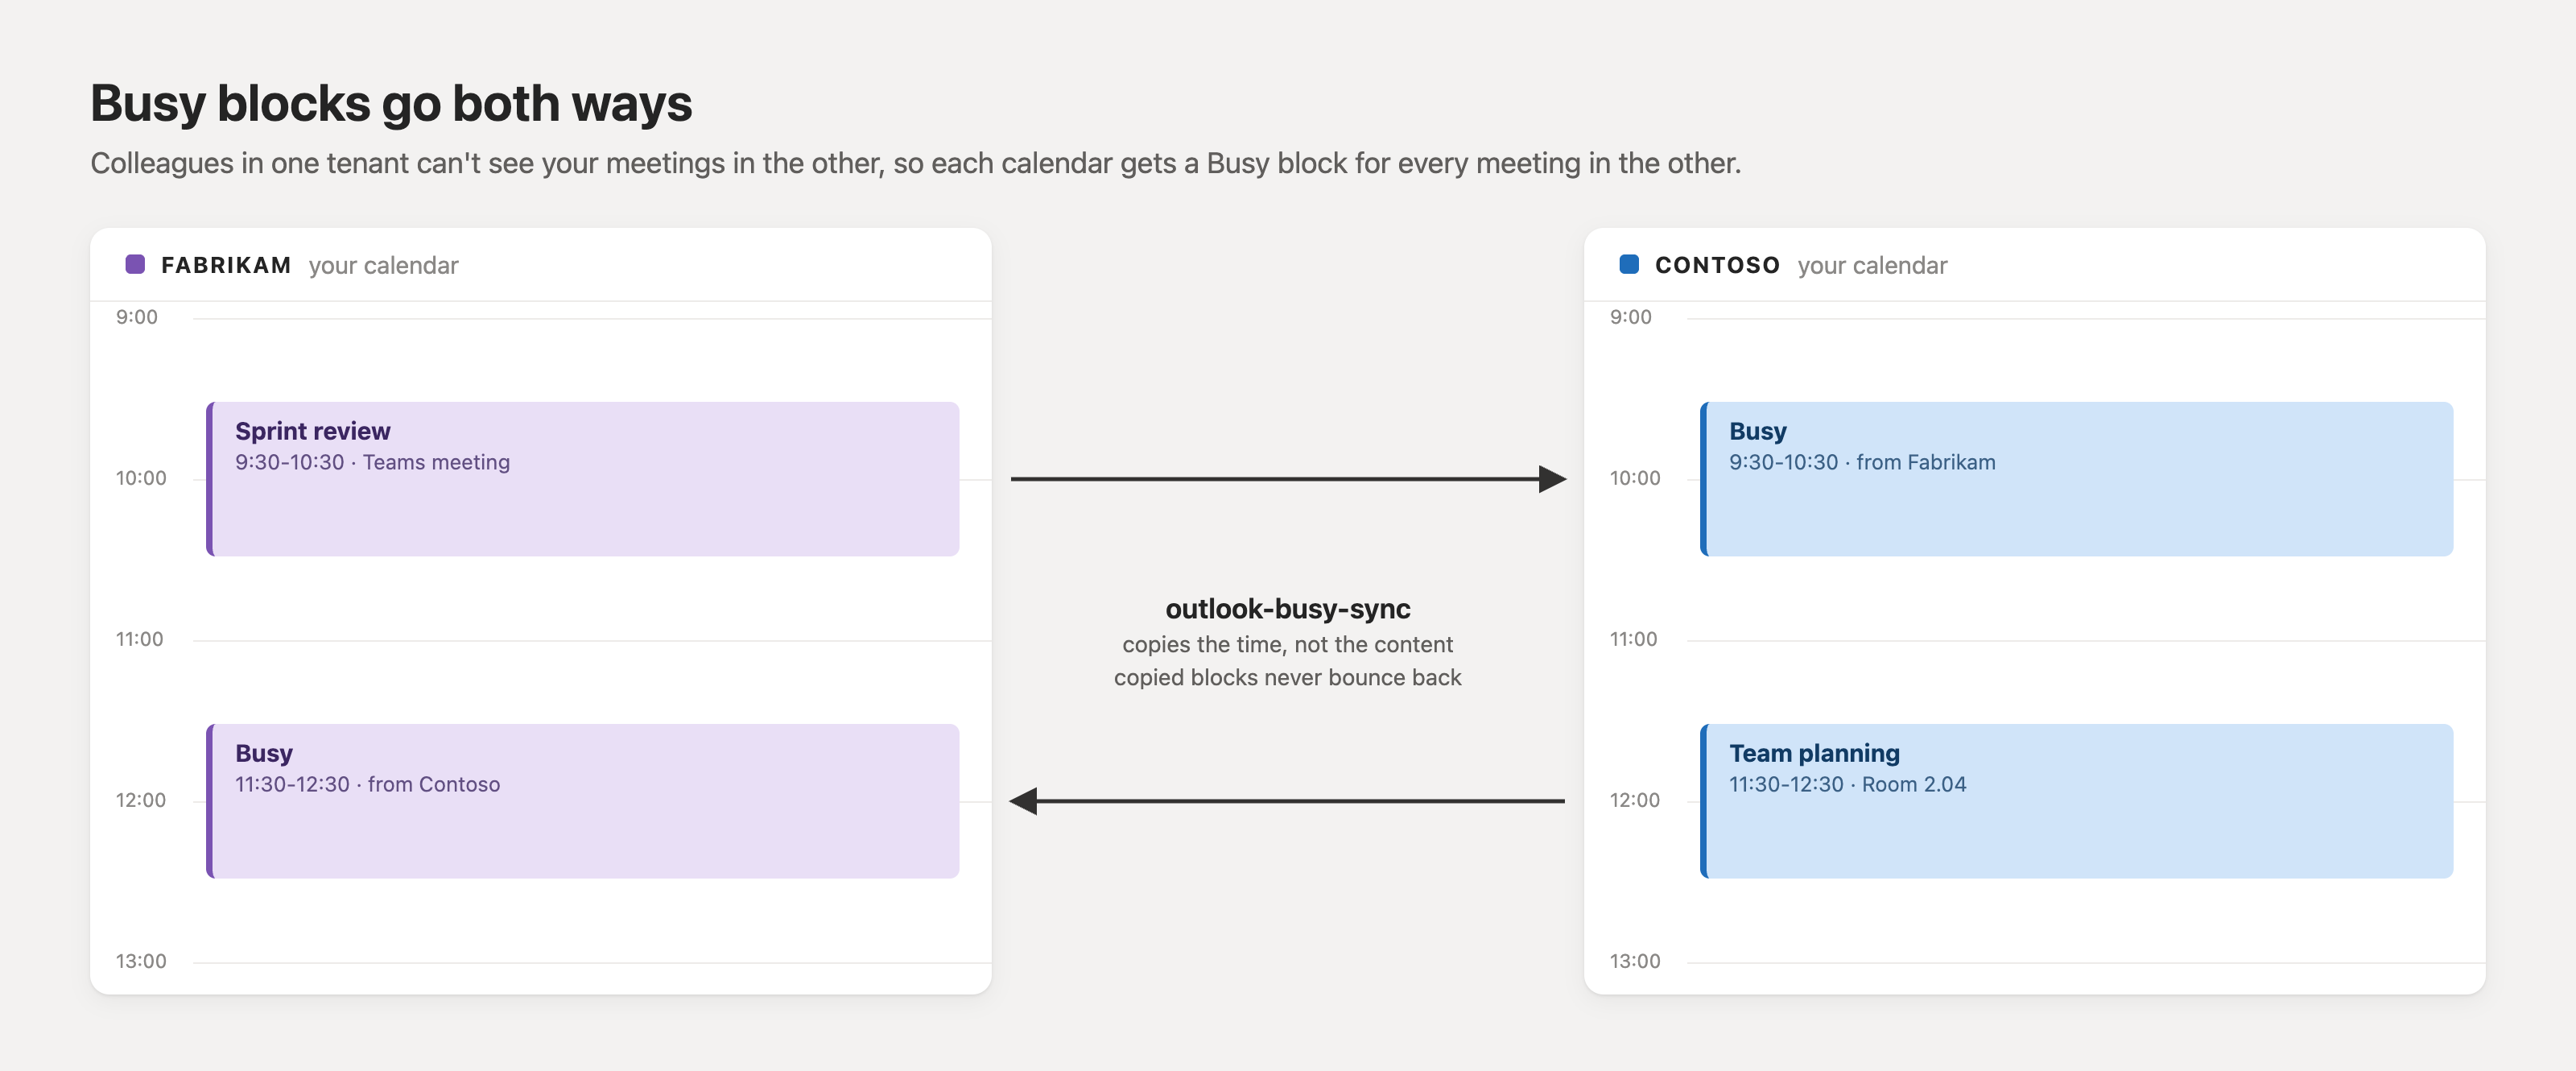 Busy blocks go both ways
Colleagues in one tenant can't see your meetings in the other, so each calendar gets a Busy block for every meeting in the other.
FABRIKAM your calendar
9:00
Sprint review
9:30-10:30 · Teams meeting
10:00
11:00
Busy
11:30-12:30 · from Contoso
12:00
13:00
outlook-busy-sync
copies the time, not the content
copied blocks never bounce back
CONTOSO your calendar
9:00
Busy
9:30-10:30 · from Fabrikam
10:00
11:00
Team planning
11:30-12:30 · Room 2.04
12:00
13:00